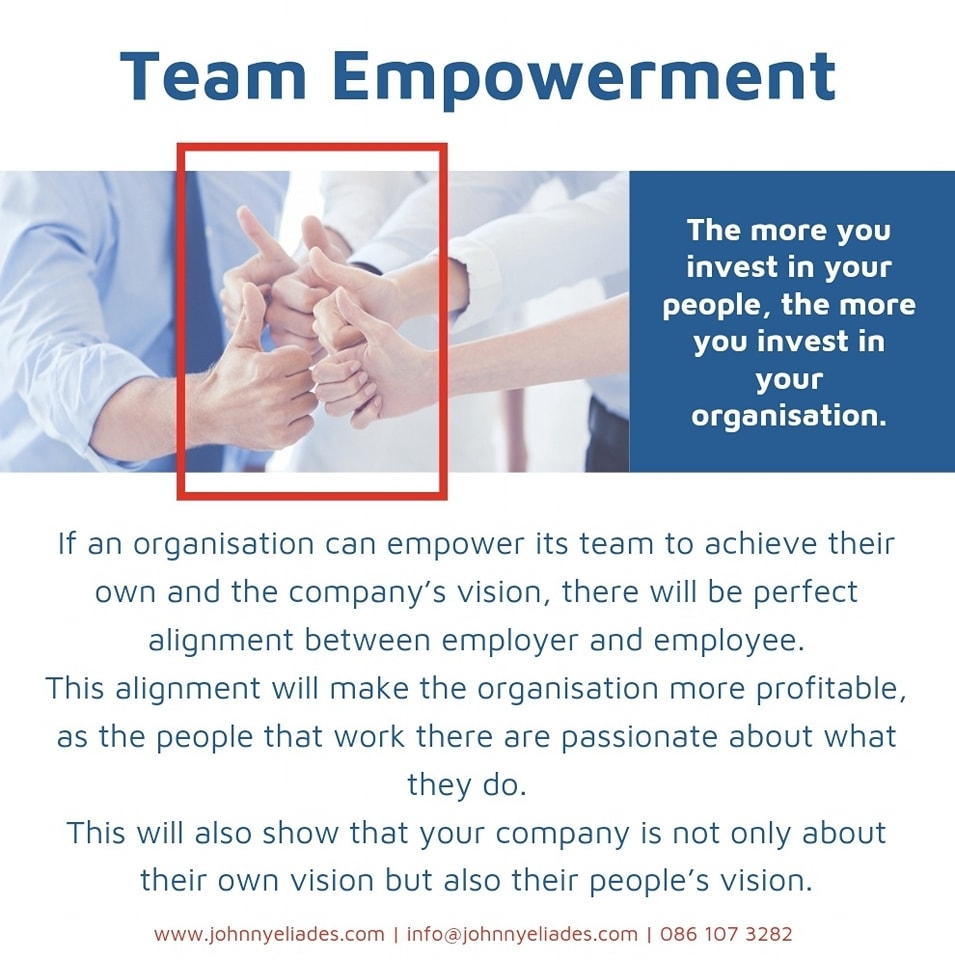 Team Empowerment
The more you
invest in your
people, the more
you invest in
your
organisation.
If an organisation can empower its team to achieve their
own and the company’s vision, there will be perfect
alignment between employer and employee.
This alignment will make the organisation more profitable,
as the people that work there are passionate about what
they do.
This will also show that your company is not only about
their own vision but also their people’s vision.
www.johnnyeliades.com | info@johnnyeliades.com | 086 107 3282